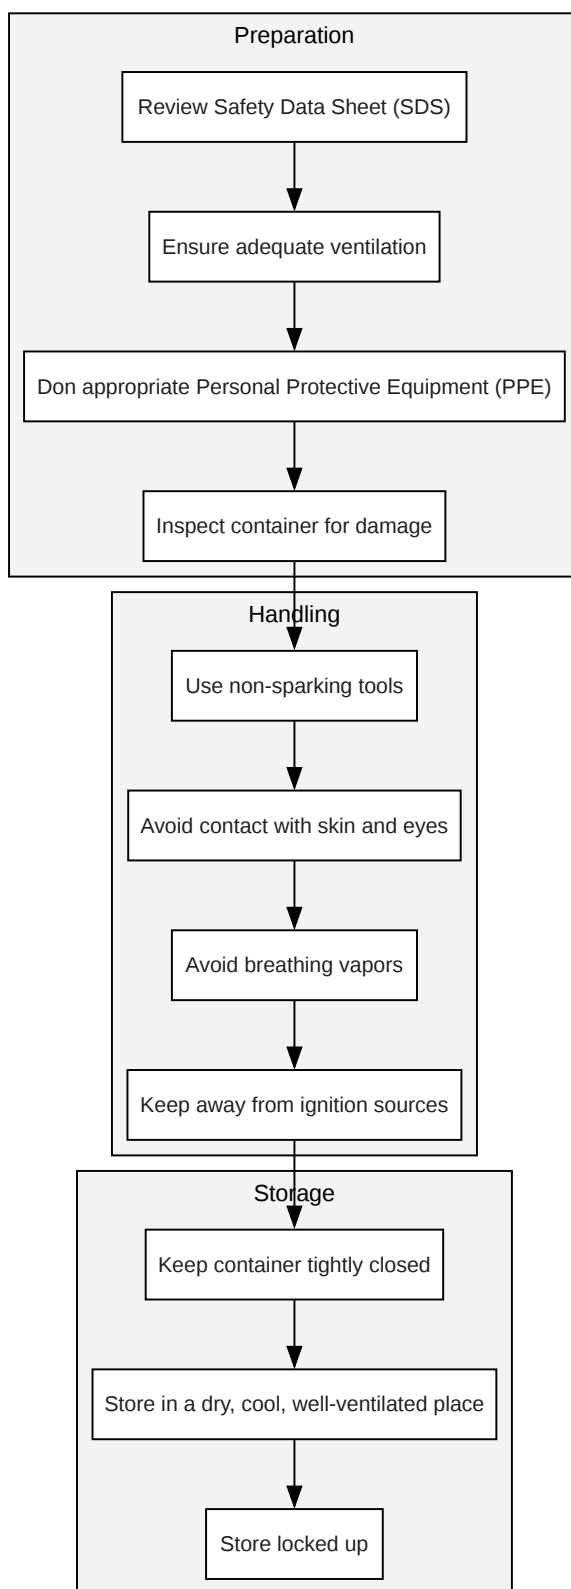 Preparation
Review Safety Data Sheet (SDS)
Ensure adequate ventilation
Don appropriate Personal Protective Equipment (PPE)
Inspect container for damage
Handling
Use non-sparking tools
Avoid contact with skin and eyes
Avoid breathing vapors
Keep away from ignition sources
Storage
Keep container tightly closed
Store in a dry, cool, well-ventilated place
Store locked up